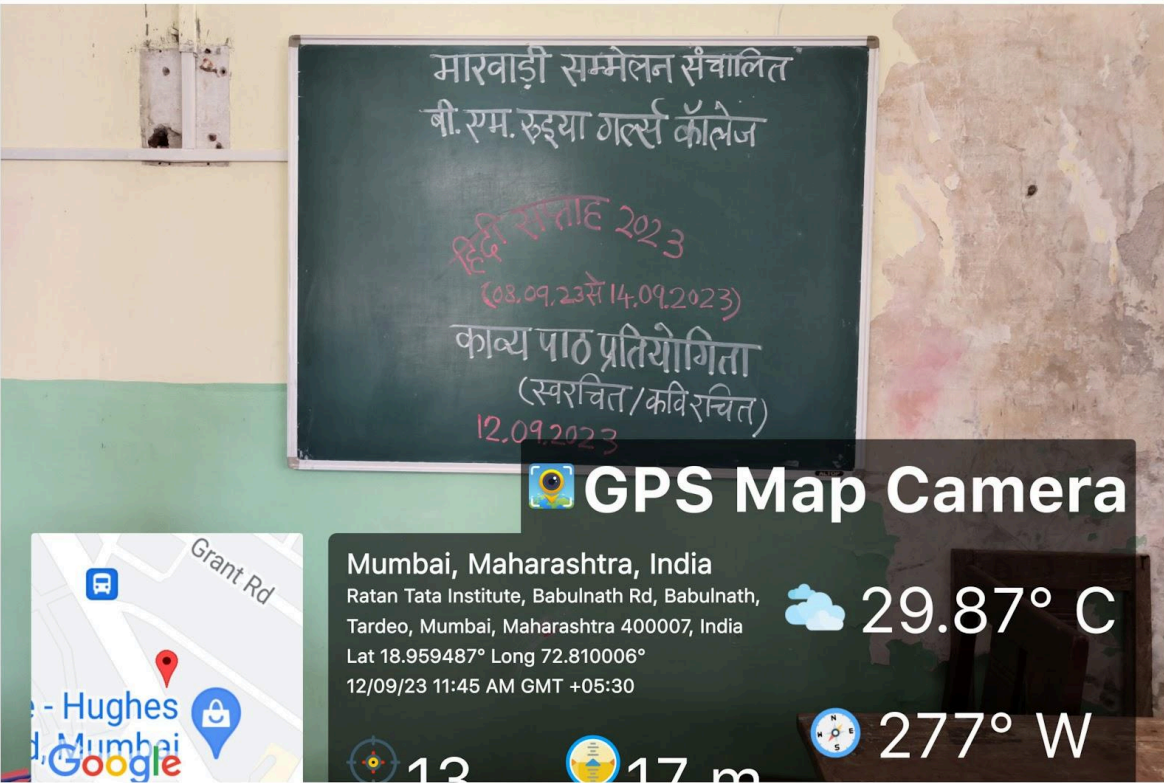 मारवाड़ी सम्मेलन संचालित
बी.एम. रुइया गर्ल्स कॉलेज
हिंदी सप्ताह 2023
(08.09.23से 14.09.2023)
काव्य पाठ प्रतियोगिता
(स्वरचित/कवि रचित)
12.09.2023
GPS Map Camera
Grant Rd
- Hughes
Mumbai
Google
Mumbai, Maharashtra, India
Ratan Tata Institute, Babulnath Rd, Babulnath,
Tardeo, Mumbai, Maharashtra 400007, India
Lat 18.959487° Long 72.810006°
12/09/23 11:45 AM GMT +05:30
29.87° C
277° W
13
17 m